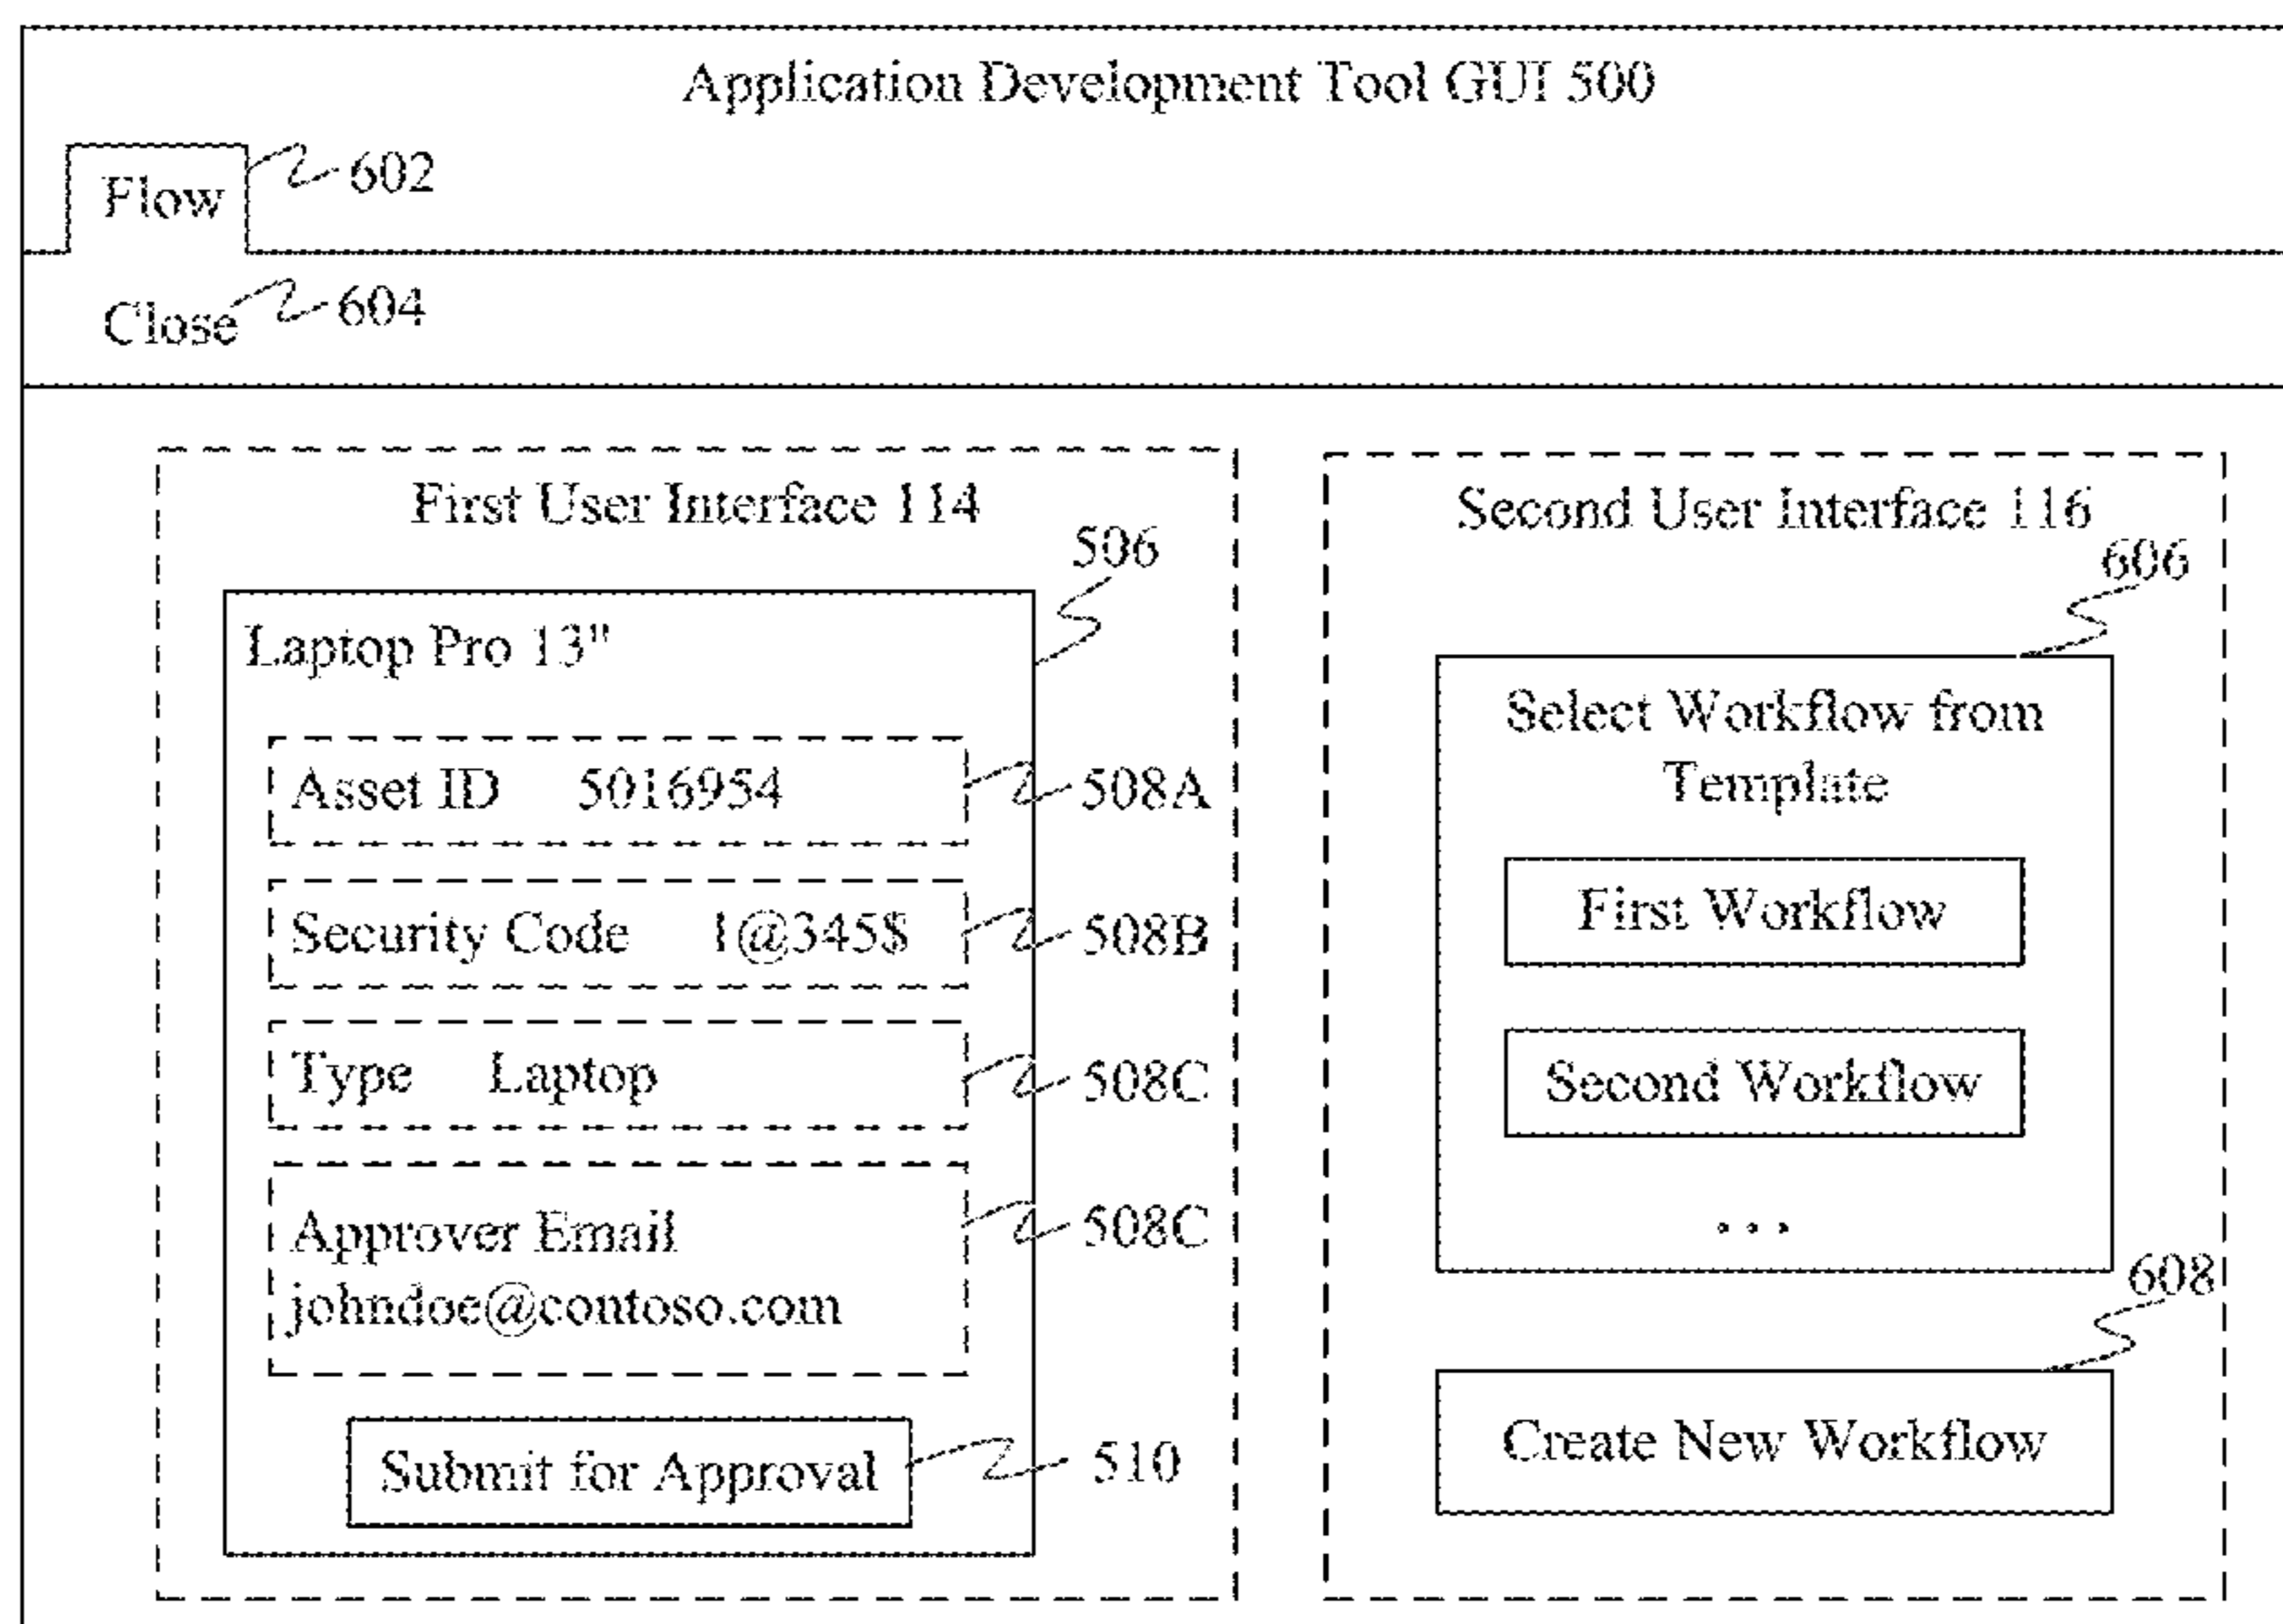 Application Development Tool GUI 500
Flow 602
Close 604
First User Interface 114
506
Laptop Pro 13"
Asset ID 5016954 508A
Security Code 1@345$ 508B
Type Laptop 508C
Approver Email 508C
johndoe@contoso.com
Submit for Approval 510
Second User Interface 116
606
Select Workflow from
Template
First Workflow
Second Workflow
...
608
Create New Workflow